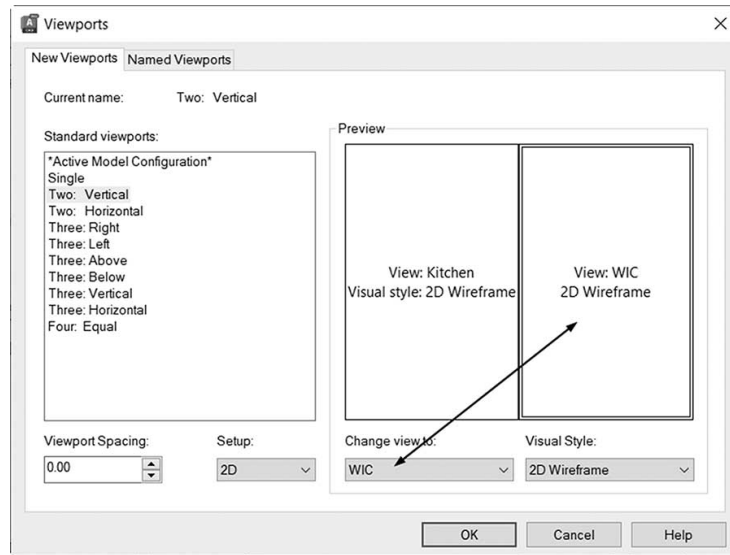 Viewports
New Viewports
Named Viewports
Current name: Two: Vertical
Standard viewports:
*Active Model Configuration*
Single
Two: Vertical
Two: Horizontal
Three: Right
Three: Left
Three: Above
Three: Below
Three: Vertical
Three: Horizontal
Four: Equal
Preview
View: Kitchen
Visual style: 2D Wireframe
View: WIC
2D Wireframe
Viewport Spacing:
0.00
Setup:
2D
Change view to:
WIC
Visual Style:
2D Wireframe
OK
Cancel
Help